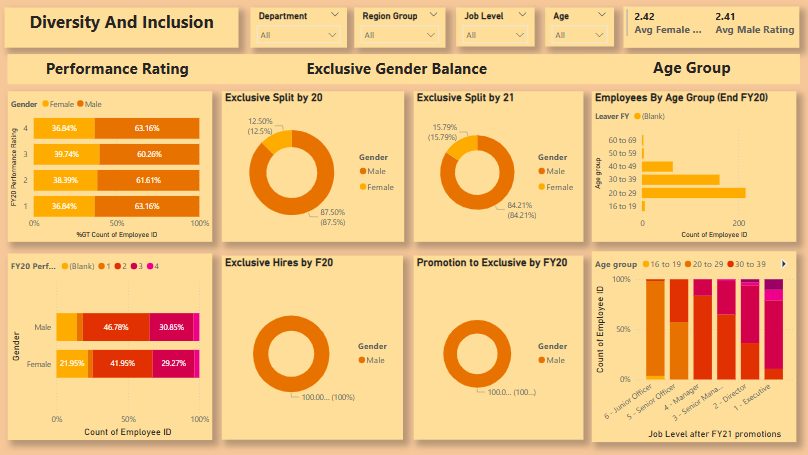 Diversity And Inclusion
Department
All
Region Group
All
Job Level
All
Age
All
2.42
Avg Female ...
2.41
Avg Male Rating
Performance Rating
Exclusive Gender Balance
Age Group
Gender Female Male
FY20 Performance Rating
4 36.84% 63.16%
3 39.74% 60.26%
2 38.39% 61.61%
1 36.84% 63.16%
0% 50% 100%
%GT Count of Employee ID
Exclusive Split by 20
12.50%
(12.5%)
87.50%
(87.5%)
Gender
Male
Female
Exclusive Split by 21
15.79%
(15.79%)
84.21%
(84.21%)
Gender
Male
Female
Employees By Age Group (End FY20)
Leaver FY (Blank)
Age group
60 to 69
50 to 59
40 to 49
30 to 39
20 to 29
16 to 19
0 200
Count of Employee ID
FY20 Perf... (Blank) 1 2 3 4
Gender
Male 46.78% 30.85%
Female 21.95% 41.95% 29.27%
0% 50% 100%
Count of Employee ID
Exclusive Hires by F20
100.00... (100%)
Gender
Male
Promotion to Exclusive by FY20
100.0... (100...)
Gender
Male
Age group 16 to 19 20 to 29 30 to 39
Count of Employee ID
100%
50%
0%
6 - Junior Officer
5 - Senior Officer
4 - Manager
3 - Senior Mana...
2 - Director
1 - Executive
Job Level after FY21 promotions